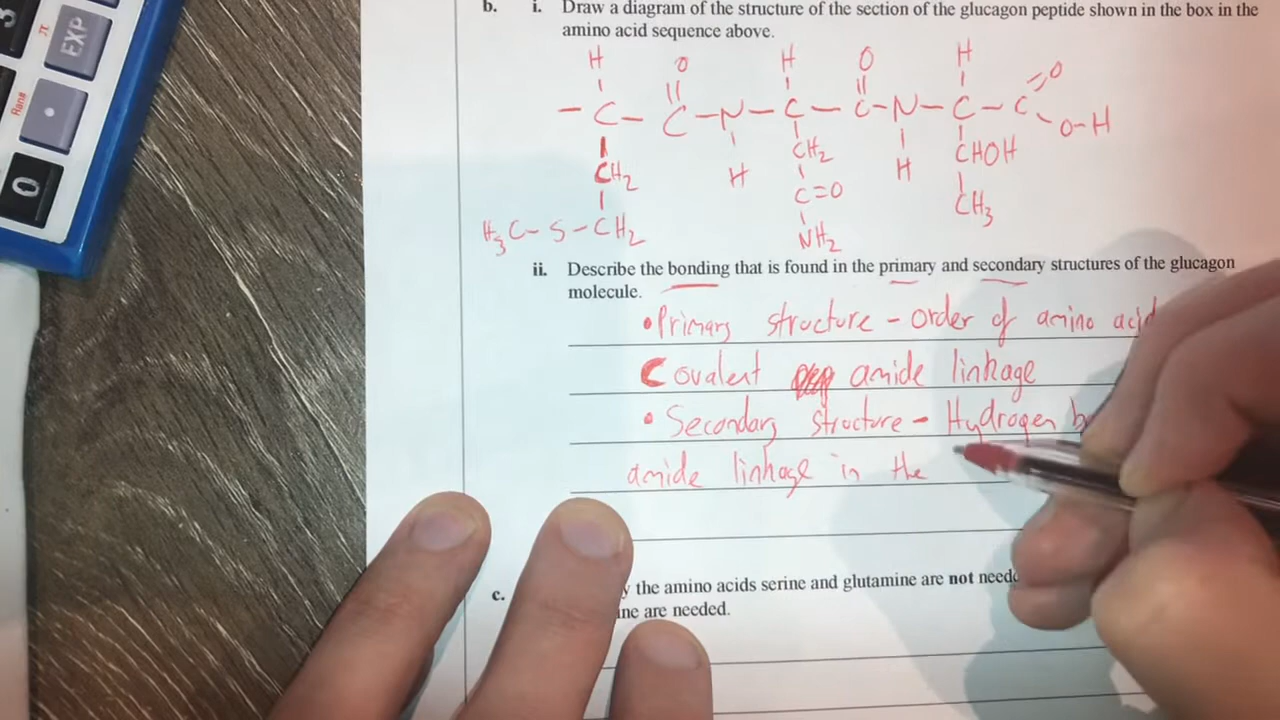 3
π
EXP
Ran#
•
0
b. i. Draw a diagram of the structure of the section of the glucagon peptide shown in the box in the
amino acid sequence above.
H O H O H
– C – C – N – C – C – N – C – C = O
O–H
CH2 H CH2 H CHOH
C=O CH3
H3C – S – CH2 NH2
ii. Describe the bonding that is found in the primary and secondary structures of the glucagon
molecule.
• Primary structure – order of amino acid
Covalent amide linkage
• Secondary structure – Hydrogen
amide linkage in the
c. the amino acids serine and glutamine are not
are needed.